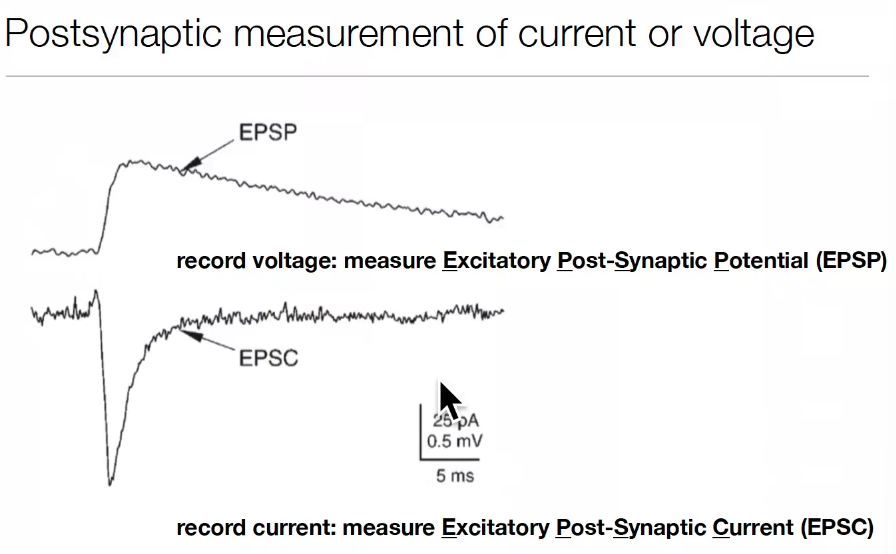 Postsynaptic measurement of current or voltage
EPSP
record voltage: measure Excitatory Post-Synaptic Potential (EPSP)
EPSC
25 pA
0.5 mV
5 ms
record current: measure Excitatory Post-Synaptic Current (EPSC)